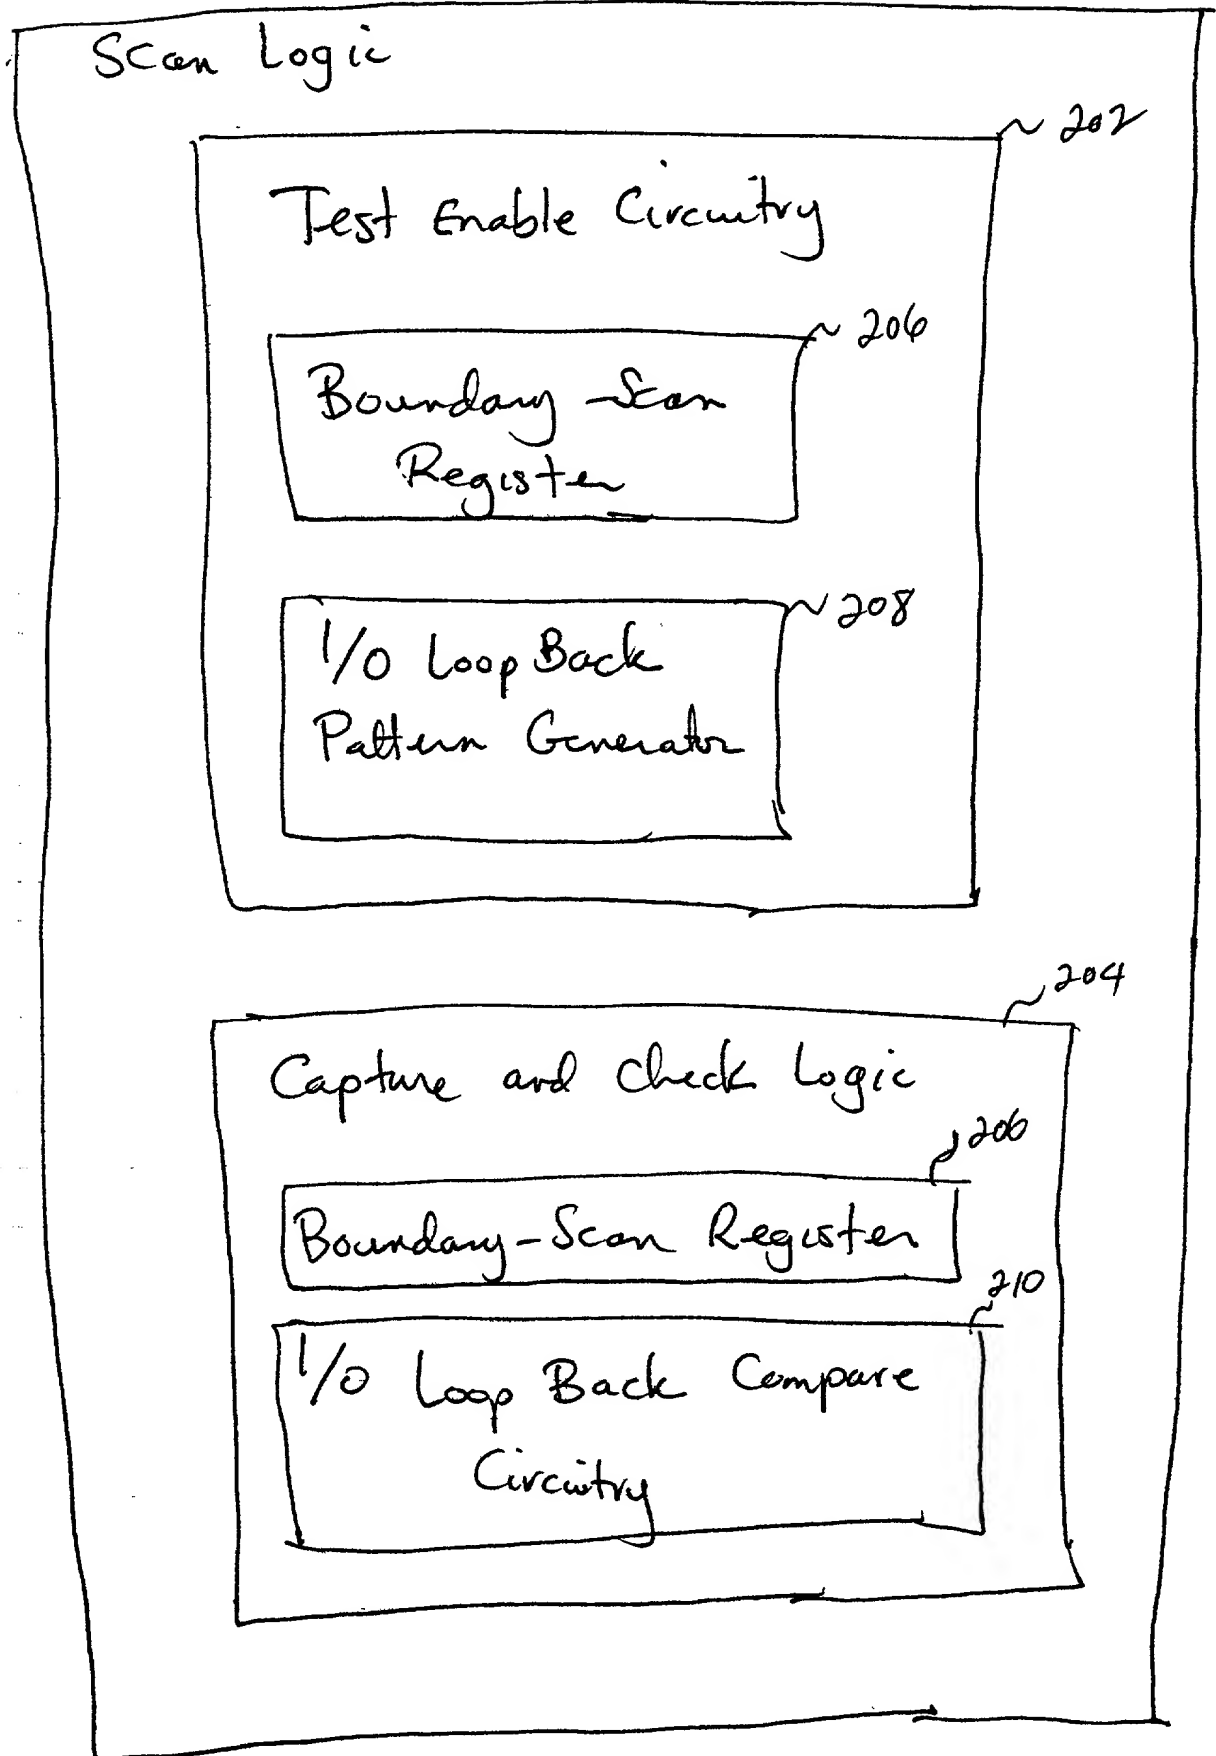 Scan Logic
202
Test Enable Circuitry
206
Boundary-Scan
Register
208
I/O Loop Back
Pattern Generator
204
Capture and Check Logic
206
Boundary-Scan Register
210
I/O Loop Back Compare
Circuitry